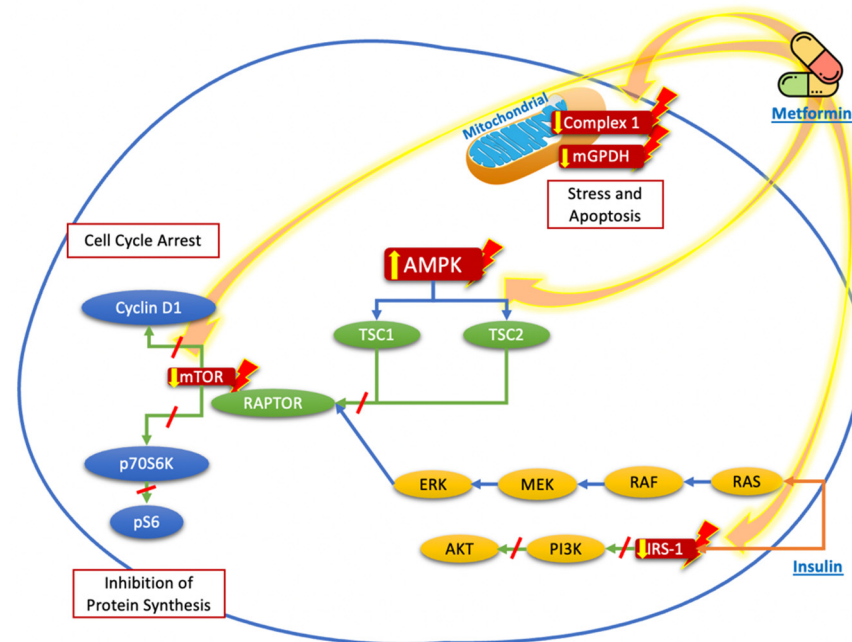 Metformin
Mitochondrial
Complex 1
mGPDH
Stress and
Apoptosis
Cell Cycle Arrest
AMPK
Cyclin D1
TSC1
TSC2
mTOR
RAPTOR
p70S6K
ERK
MEK
RAF
RAS
pS6
AKT
PI3K
IRS-1
Insulin
Inhibition of
Protein Synthesis